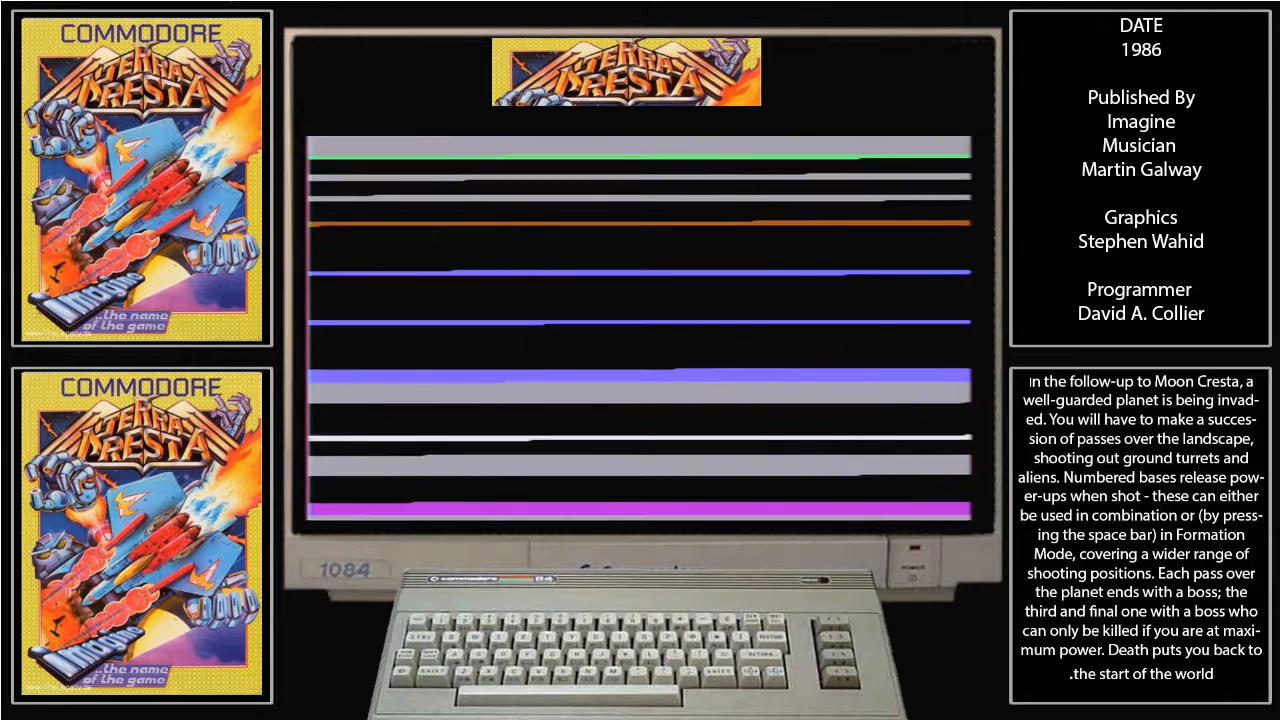 COMMODORE
TERRA
CRESTA
Imagine
...the name
of the game
COMMODORE
TERRA
CRESTA
Imagine
...the name
of the game
TERRA
CRESTA
1084
POWER
commodore 64
DATE
1986
Published By
Imagine
Musician
Martin Galway
Graphics
Stephen Wahid
Programmer
David A. Collier
In the follow-up to Moon Cresta, a
well-guarded planet is being invad-
ed. You will have to make a succes-
sion of passes over the landscape,
shooting out ground turrets and
aliens. Numbered bases release pow-
er-ups when shot - these can either
be used in combination or (by press-
ing the space bar) in Formation
Mode, covering a wider range of
shooting positions. Each pass over
the planet ends with a boss; the
third and final one with a boss who
can only be killed if you are at maxi-
mum power. Death puts you back to
.the start of the world